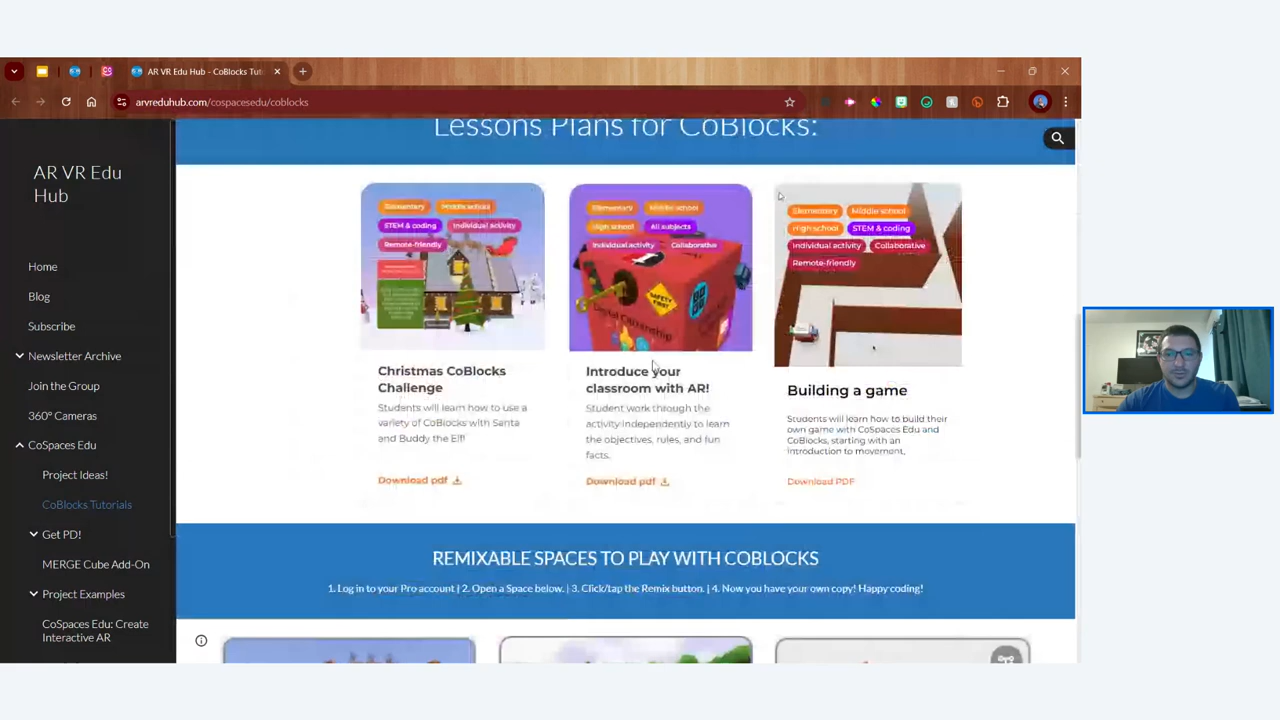 AR VR Edu Hub - CoBlocks Tut
arvreduhub.com/cospacesedu/coblocks
AR VR Edu
Hub
Home
Blog
Subscribe
Newsletter Archive
Join the Group
360° Cameras
CoSpaces Edu
Project Ideas!
CoBlocks Tutorials
Get PD!
MERGE Cube Add-On
Project Examples
CoSpaces Edu: Create
Interactive AR
Lessons Plans for CoBlocks:
Elementary Middle school
STEM & coding Individual activity
Remote-friendly
Christmas CoBlocks
Challenge
Students will learn how to use a
variety of CoBlocks with Santa
and Buddy the Elf!
Download pdf
Elementary Middle school
High school All subjects
Individual activity Collaborative
SAFETY
FIRST
Digital Citizenship
Introduce your
classroom with AR!
Student work through the
activity independently to learn
the objectives, rules, and fun
facts.
Download pdf
Elementary Middle school
High school STEM & coding
Individual activity Collaborative
Remote-friendly
Building a game
Students will learn how to build their
own game with CoSpaces Edu and
CoBlocks, starting with an
introduction to movement.
Download PDF
REMIXABLE SPACES TO PLAY WITH COBLOCKS
1. Log in to your Pro account | 2. Open a Space below. | 3. Click/tap the Remix button. | 4. Now you have your own copy! Happy coding!